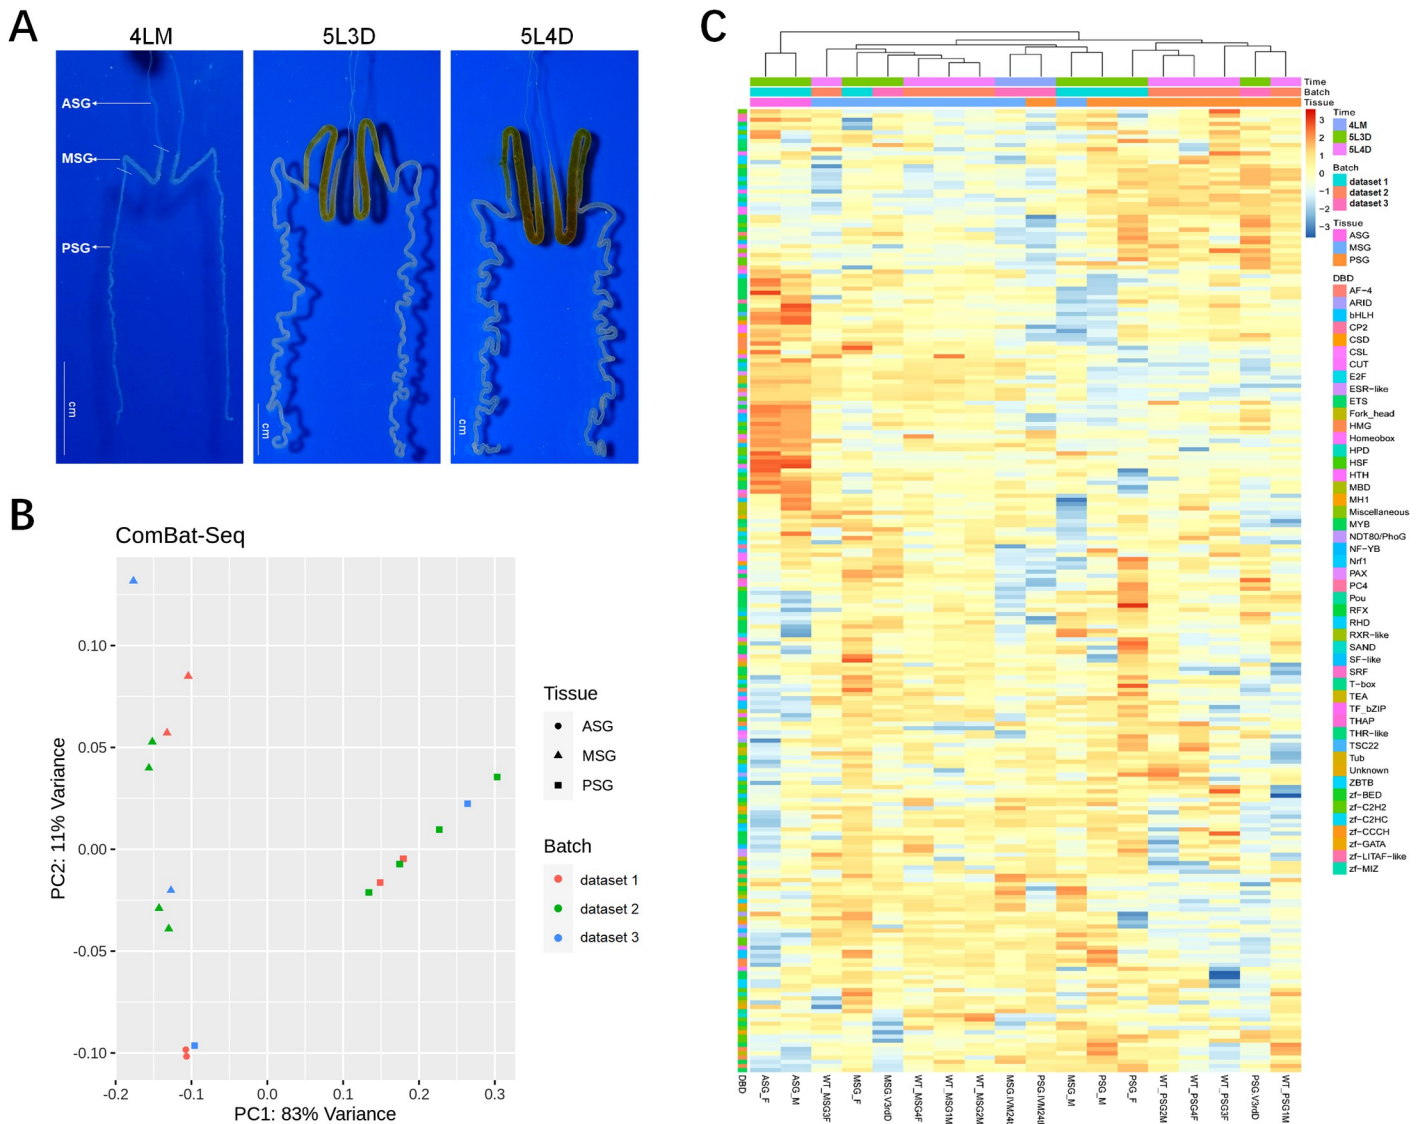 A
4LM
5L3D
5L4D
ASG
MSG
PSG
cm
cm
cm
B
ComBat-Seq
PC2: 11% Variance
0.10
0.05
0.00
-0.05
-0.10
-0.2
-0.1
0.0
0.1
0.2
0.3
PC1: 83% Variance
Tissue
ASG
MSG
PSG
Batch
dataset 1
dataset 2
dataset 3
C
Time
Batch
Tissue
3
2
1
0
−1
−2
−3
Time
4LM
5L3D
5L4D
Batch
dataset 1
dataset 2
dataset 3
Tissue
ASG
MSG
PSG
DBD
AF−4
ARID
bHLH
CP2
CSD
CSL
CUT
E2F
ESR−like
ETS
Fork_head
HMG
Homeobox
HPD
HSF
HTH
MBD
MH1
Miscellaneous
MYB
NDT80/PhoG
NF−YB
Nrf1
PAX
PC4
Pou
RFX
RHD
RXR−like
SAND
SF−like
SRF
T−box
TEA
TF_bZIP
THAP
THR−like
TSC22
Tub
Unknown
ZBTB
zf−BED
zf−C2H2
zf−C2HC
zf−CCCH
zf−GATA
zf−LITAF−like
zf−MIZ
DBD
ASG_F
ASG_M
WT_MSG3F
MSG_F
MSG.V3rdD
WT_MSG4F
WT_MSG1M
WT_MSG2M
MSG.IVM24t
PSG.IVM24t
MSG_M
PSG_M
PSG_F
WT_PSG2M
WT_PSG4F
WT_PSG3F
PSG.V3rdD
WT_PSG1M